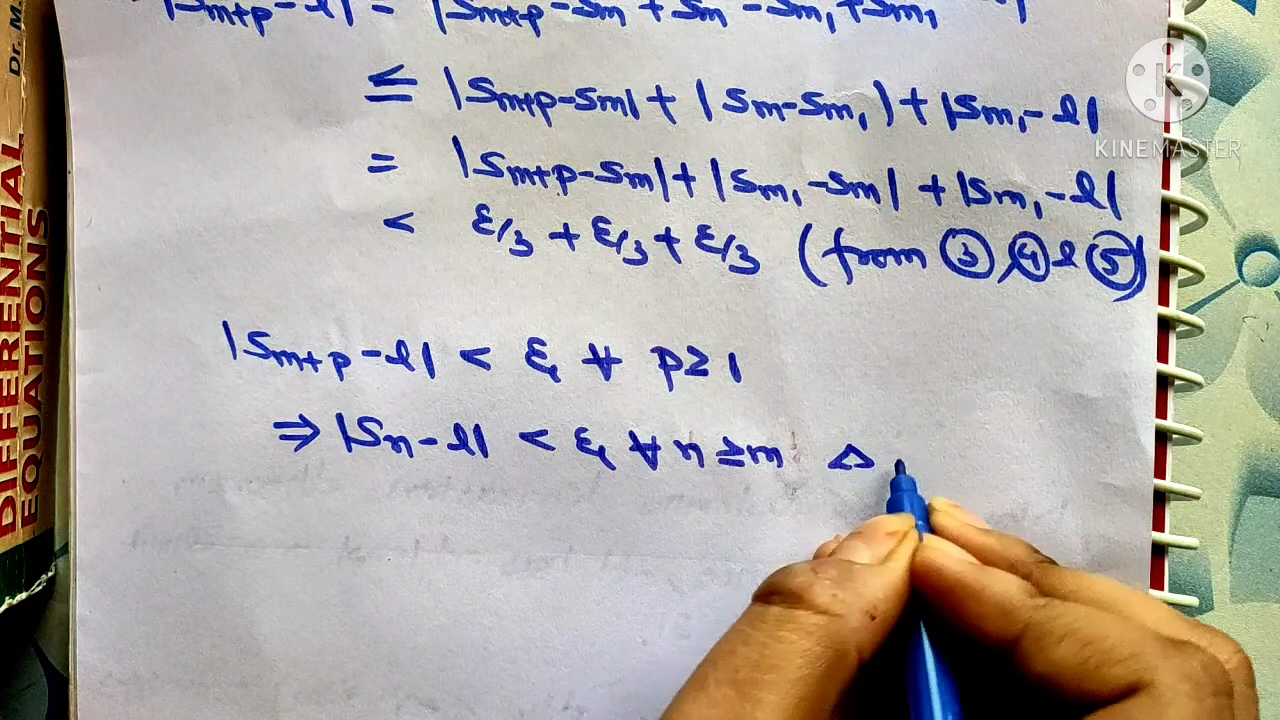 |Sm+p - l| = |Sm+p - Sm + Sm - Sm₁ + Sm₁
≤ |Sm+p - Sm| + |Sm - Sm₁) + |Sm₁ - l|
= |Sm+p - Sm| + |Sm₁ - Sm| + |Sm₁ - l|
< ε/3 + ε/3 + ε/3 (from ③, ④ & ⑤)
|Sm+p - l| < ε, ∀ p ≥ 1
⇒ |Sn - l| < ε, ∀ n ≥ m
K
KINEMASTER
Dr. M.
DIFFERENTIAL
EQUATIONS